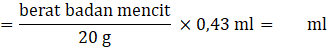 = berat badan mencit / 20 g × 0,43 ml = ml